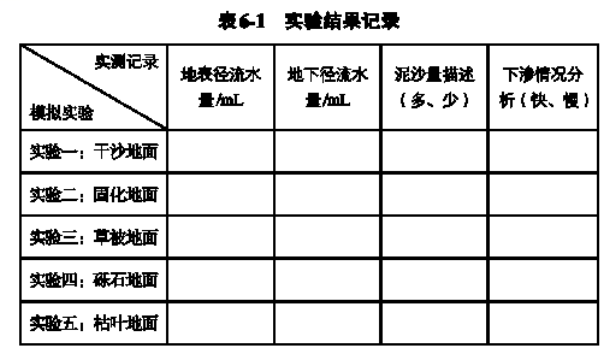 表6-1 实验结果记录
实测记录
模拟实验
地表径流水
量/mL
地下径流水
量/mL
泥沙量描述
（多、少）
下渗情况分
析（快、慢）
实验一：干沙地面
实验二：固化地面
实验三：草被地面
实验四：砾石地面
实验五：枯叶地面